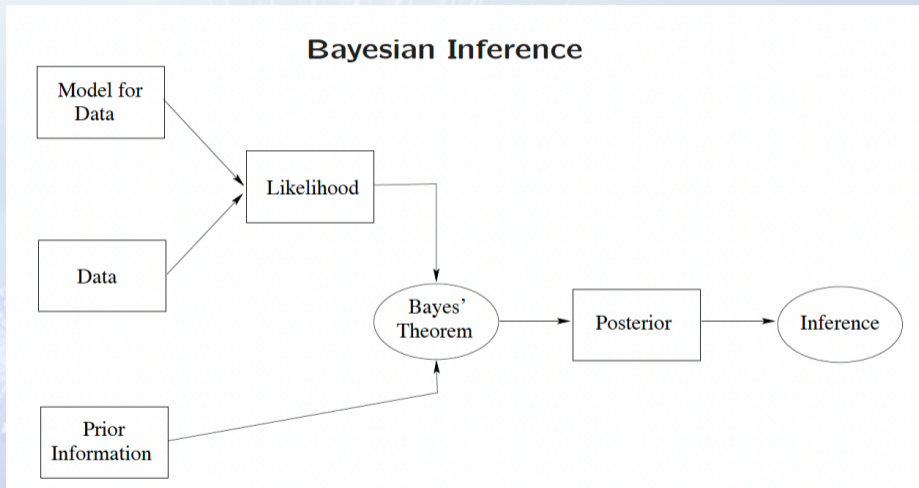 Bayesian Inference
Model for
Data
Likelihood
Data
Bayes’
Theorem
Posterior
Inference
Prior
Information